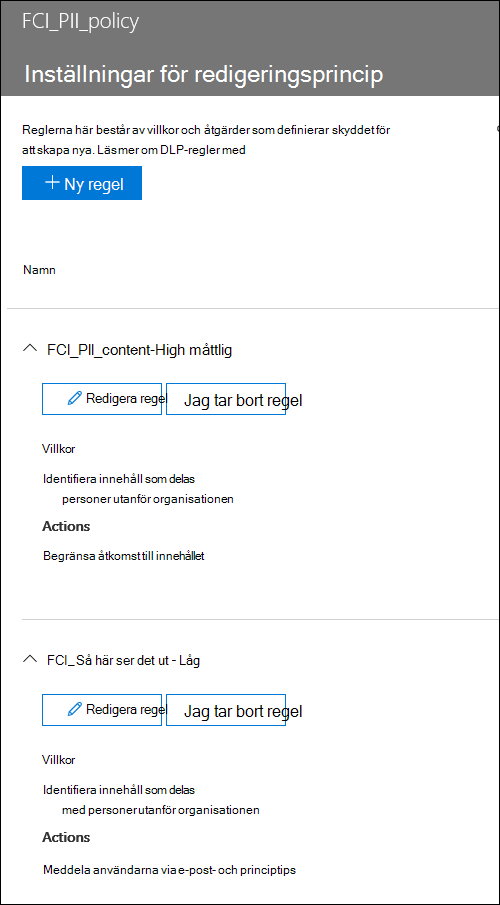 FCI_PII_policy
Inställningar för redigeringsprincip
Reglerna här består av villkor och åtgärder som definierar skyddet för
att skapa nya. Läs mer om DLP-regler med
Ny regel
Namn
FCI_PII_content-High måttlig
Redigera regel
Jag tar bort regel
Villkor
Identifiera innehåll som delas
personer utanför organisationen
Actions
Begränsa åtkomst till innehållet
FCI_Så här ser det ut - Låg
Redigera regel
Jag tar bort regel
Villkor
Identifiera innehåll som delas
med personer utanför organisationen
Actions
Meddela användarna via e-post- och principtips